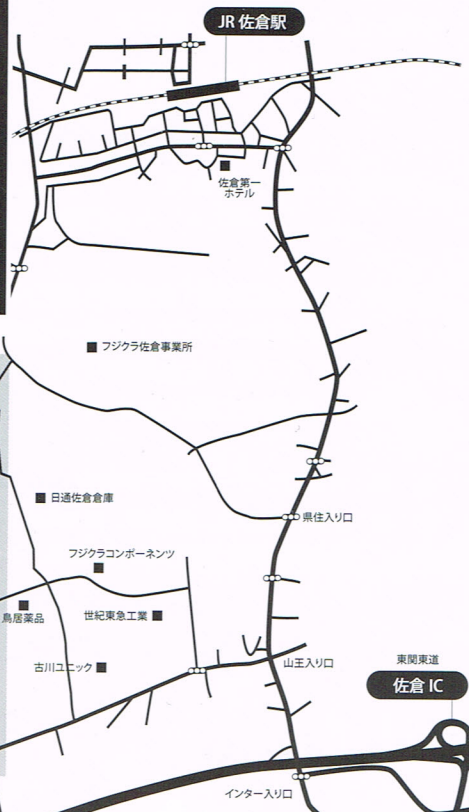 JR 佐倉駅
佐倉第一
ホテル
フジクラ佐倉事業所
日通佐倉倉庫
県住入り口
フジクラコンポーネンツ
鳥居薬品
世紀東急工業
古川ユニック
山王入り口
東関東道
佐倉 IC
インター入り口